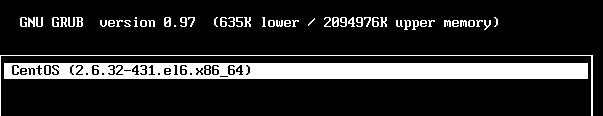 GNU GRUB  version 0.97  (635K lower / 2094976K upper memory)
CentOS (2.6.32-431.el6.x86_64)